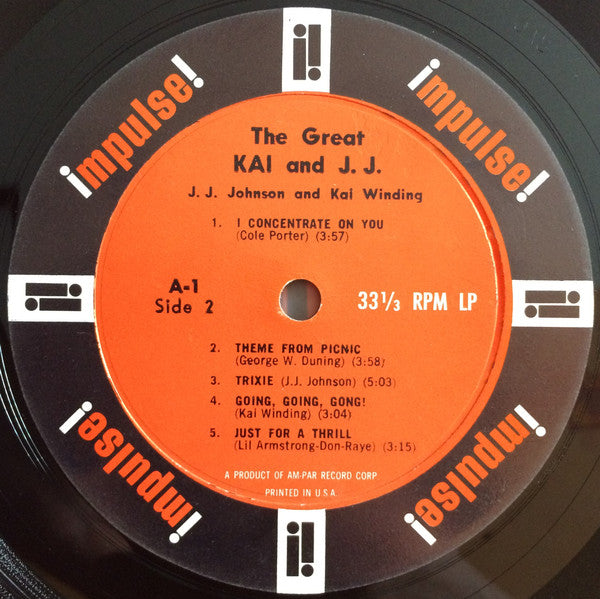 impulse!
impulse!
The Great
KAI and J. J.
J. J. Johnson and Kai Winding
1. I CONCENTRATE ON YOU
(Cole Porter) (3:57)
A-1
Side 2
33 1/3 RPM LP
2. THEME FROM PICNIC
(George W. Duning) (3:58)
3. TRIXIE (J.J. Johnson) (5:03)
4. GOING, GOING, GONG!
(Kai Winding) (3:04)
5. JUST FOR A THRILL
(Lil Armstrong-Don-Raye) (3:15)
A PRODUCT OF AM-PAR RECORD CORP
PRINTED IN U.S.A.
impulse!
impulse!